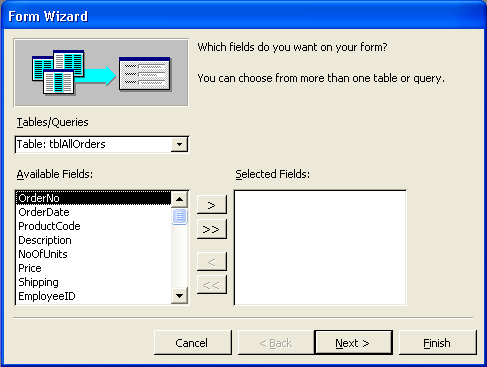 Form Wizard
Which fields do you want on your form?
You can choose from more than one table or query.
Tables/Queries
Table: tblAllOrders
Available Fields:
Selected Fields:
OrderNo
OrderDate
ProductCode
Description
NoOfUnits
Price
Shipping
EmployeeID
>
>>
<
<<
Cancel
< Back
Next >
Finish